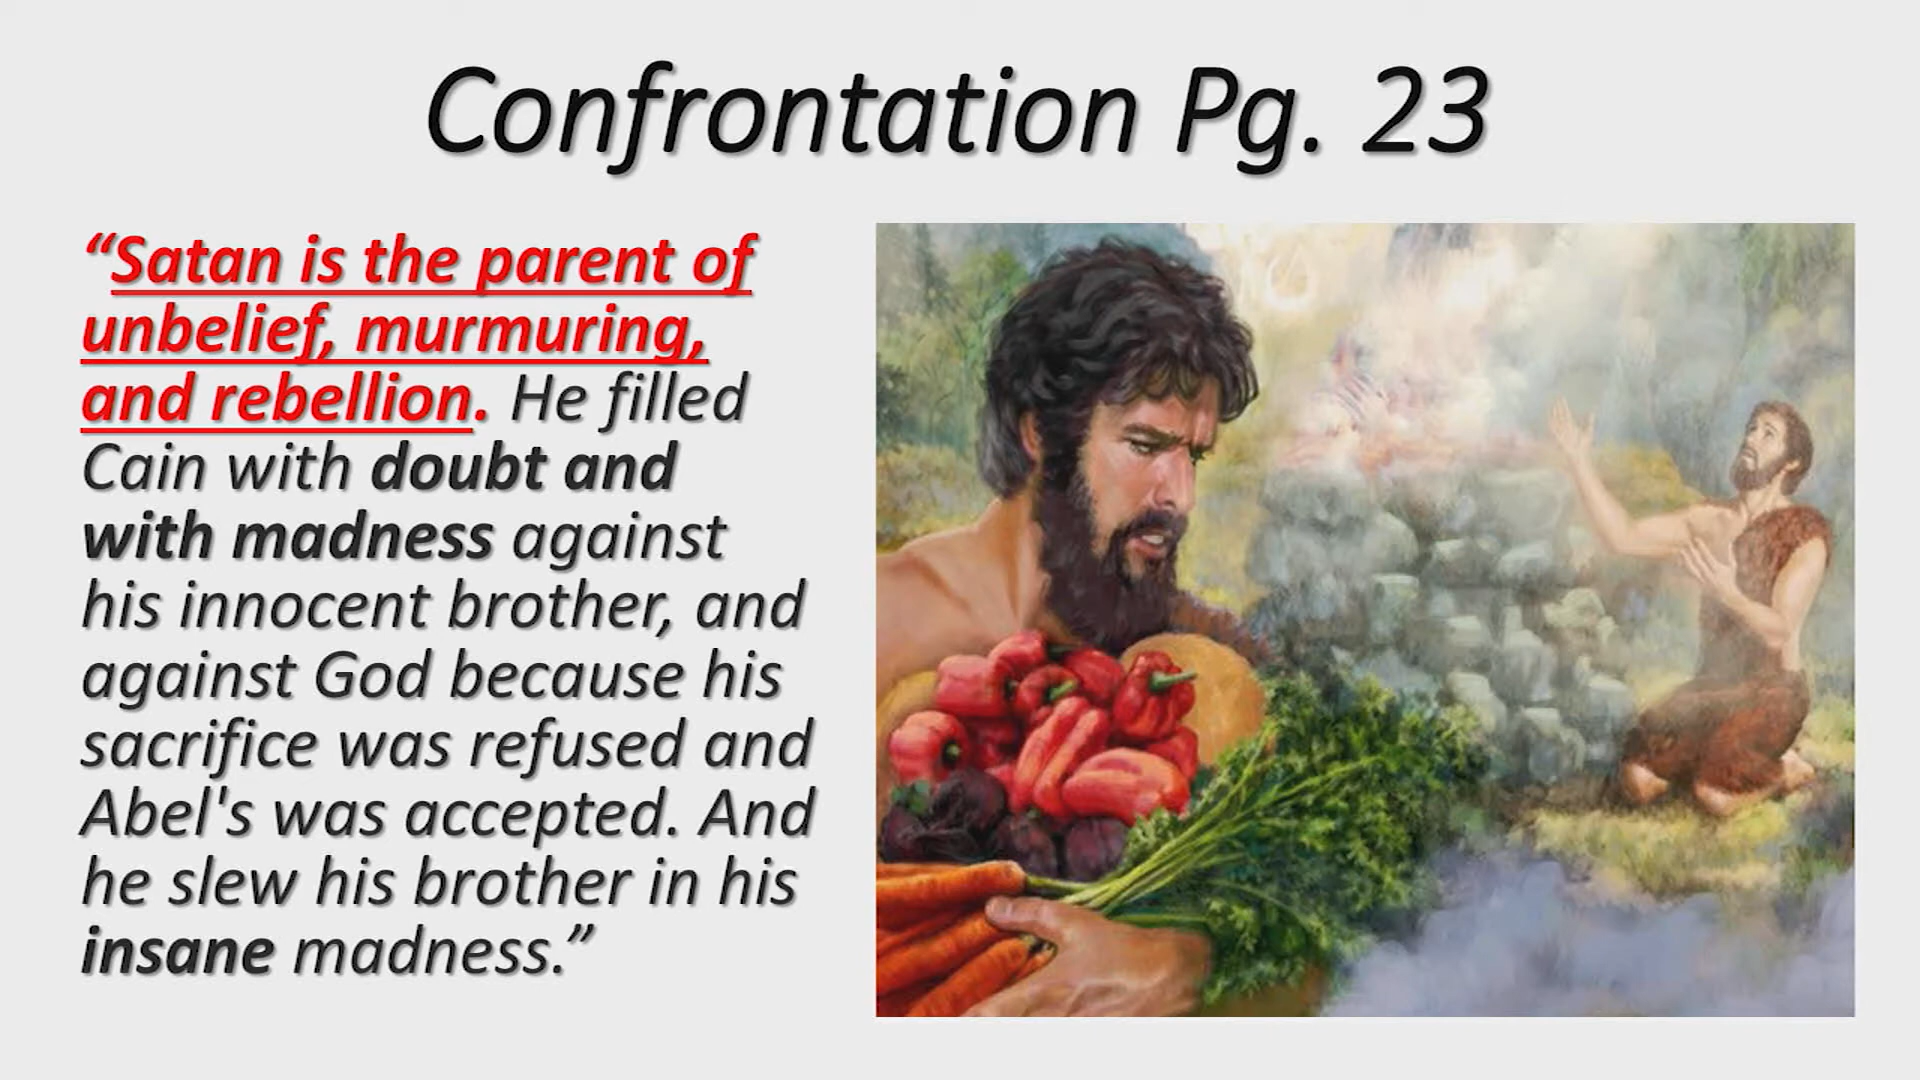 Confrontation Pg. 23
“Satan is the parent of
unbelief, murmuring,
and rebellion. He filled
Cain with doubt and
with madness against
his innocent brother, and
against God because his
sacrifice was refused and
Abel's was accepted. And
he slew his brother in his
insane madness.”